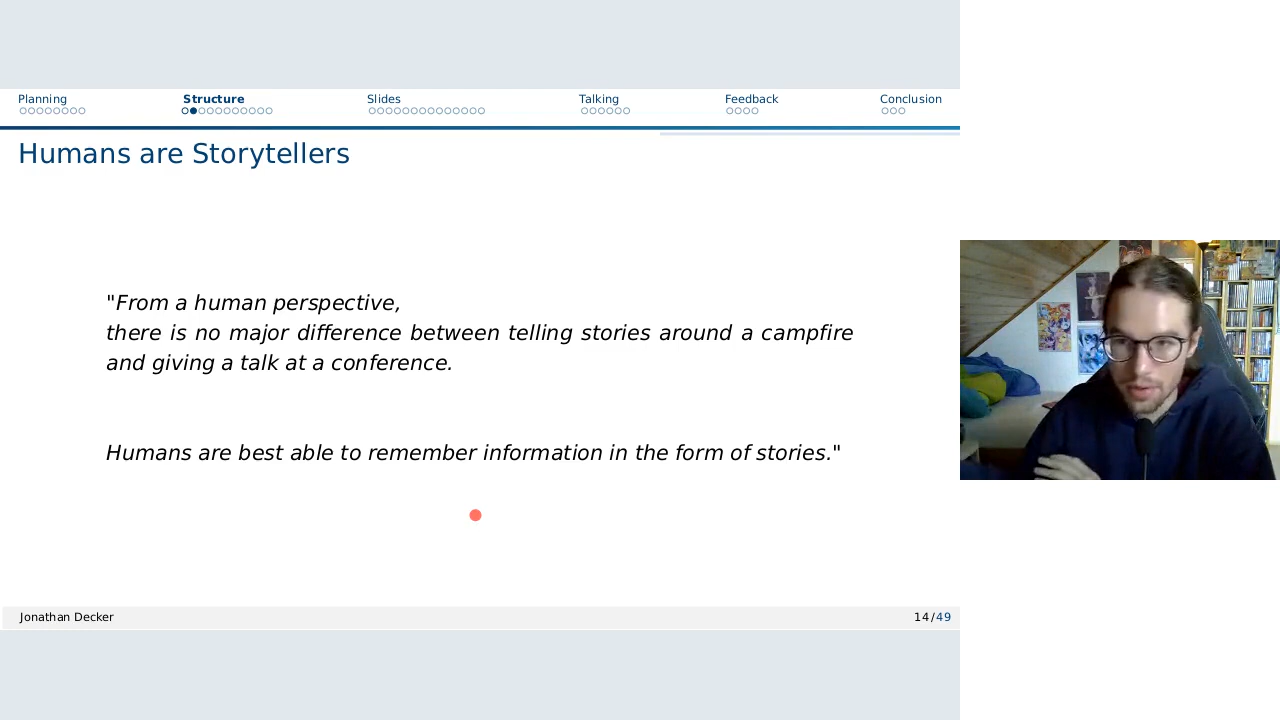 Planning Structure Slides Talking Feedback Conclusion
Humans are Storytellers
"From a human perspective,
there is no major difference between telling stories around a campfire
and giving a talk at a conference.
Humans are best able to remember information in the form of stories."
Jonathan Decker 14/49